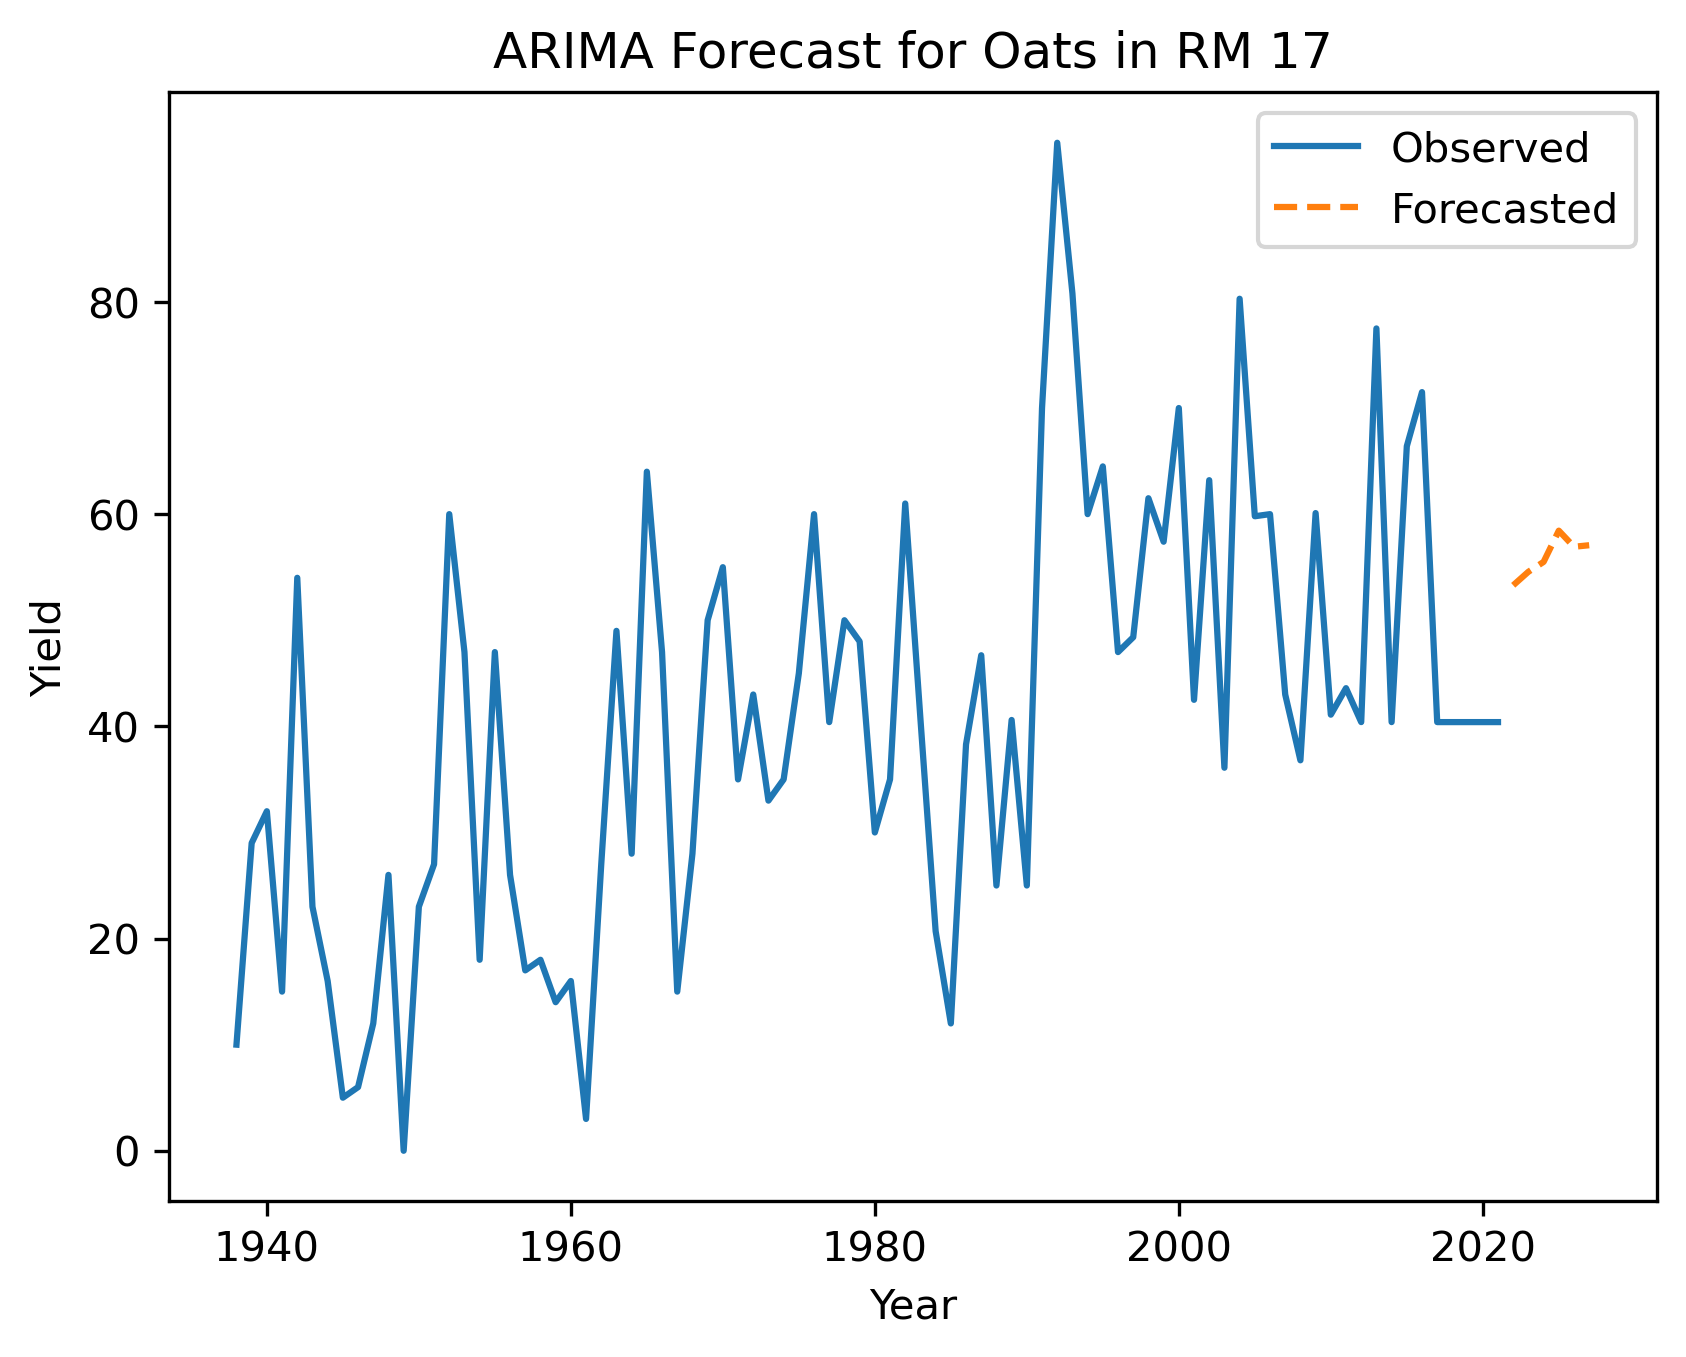 ARIMA Forecast for Oats in RM 17
Observed
Forecasted
80
60
40
20
0
Yield
1940 1960 1980 2000 2020
Year